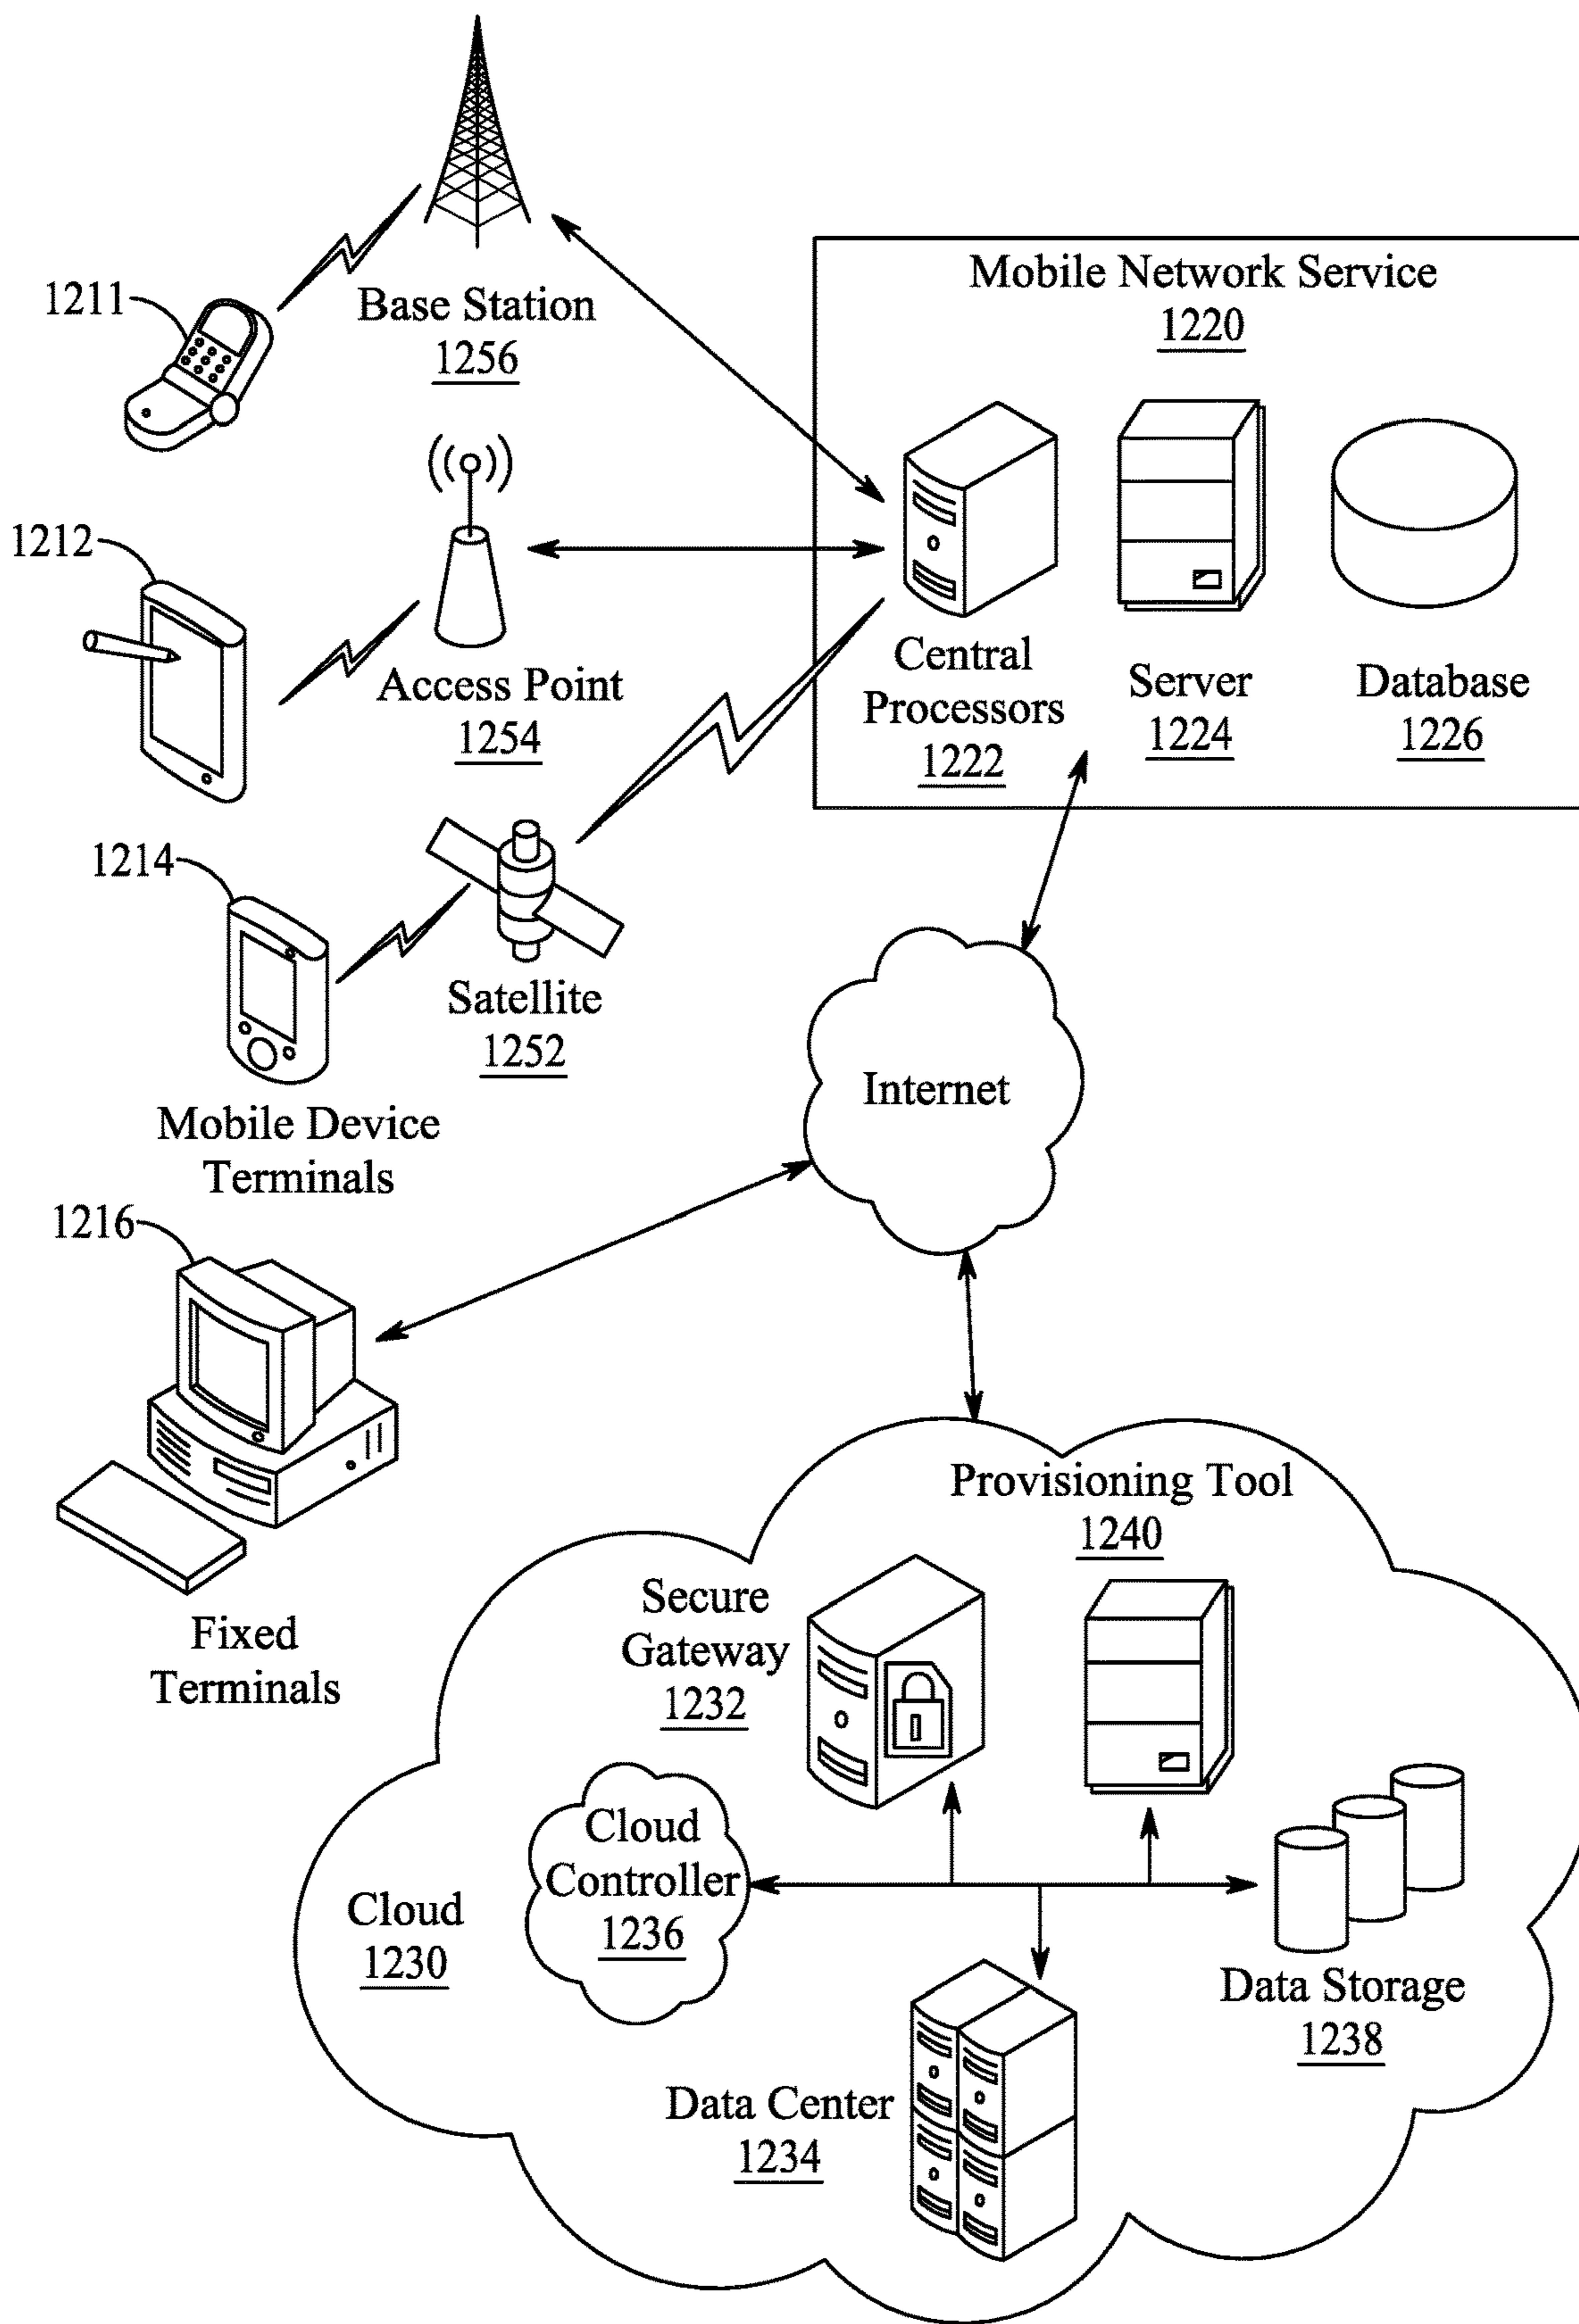 1211
Base Station
1256
Mobile Network Service
1220
1212
Access Point
1254
Central
Processors
1222
Server
1224
Database
1226
1214
Satellite
1252
Mobile Device
Terminals
Internet
1216
Fixed
Terminals
Provisioning Tool
1240
Secure
Gateway
1232
Cloud
Controller
1236
Cloud
1230
Data Storage
1238
Data Center
1234